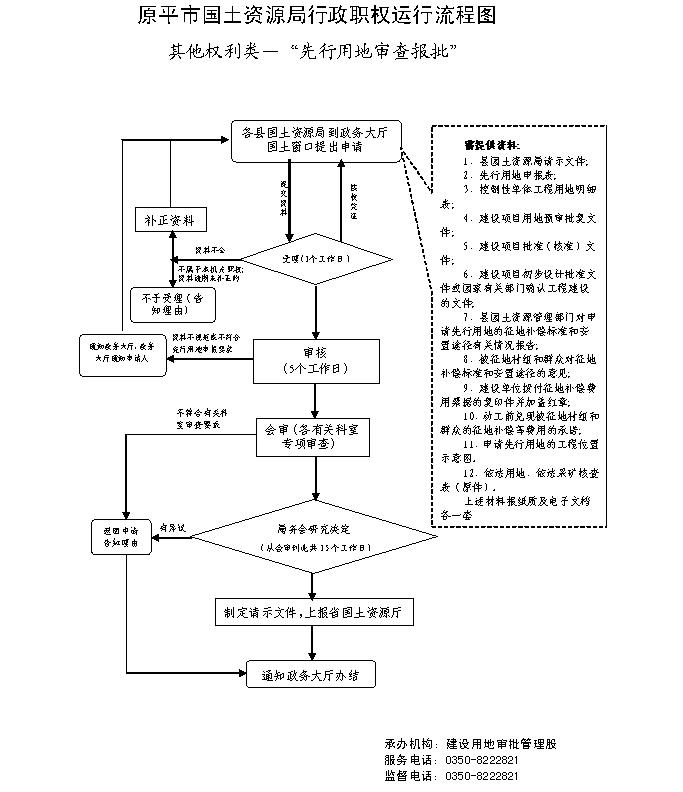 原平市国土资源局行政职权运行流程图
其他权利类—“先行用地审查报批”
各县国土资源局到政务大厅
国土窗口提出申请
提交
资料
补正资料
资料不全
受理(1个工作日)
不属于本机关职权;
资料逾期未补正的
不予受理(告
知理由)
通知政务大厅,政务
大厅通知申请人
资料不规范或不符合
先行用地审报要求
审核
(5个工作日)
不符合有关科
室审查要求
会审(各有关科室
专项审查)
退回申请
告知理由
有异议
局务会研究决定
(从会审到此共15个工作日)
制定请示文件,上报省国土资源厅
通知政务大厅办结
需提供资料:
1、县国土资源局请示文件;
2、先行用地申报表;
3、控制性单体工程用地明细
表;
4、建设项目用地预审批复文
件;
5、建设项目批准(核准)文
件;
6、建设项目初步设计批准文
件或国家有关部门确认工程建设
的文件;
7、县国土资源管理部门对申
请先行用地的征地补偿标准和安
置途径有关情况报告;
8、被征地村组和群众对征地
补偿标准和安置途径的意见;
9、建设单位拨付征地补偿费
用票据的复印件并加盖红章;
10、动工前兑现被征地村组和
群众的征地补偿等费用的承诺;
11、申请先行用地的工程位置
示意图。
12、依法用地、依法采矿核查
表(原件)。
上述材料报纸质及电子文档
各一套
承办机构: 建设用地审批管理股
服务电话: 0350-8222821
监督电话: 0350-8222821